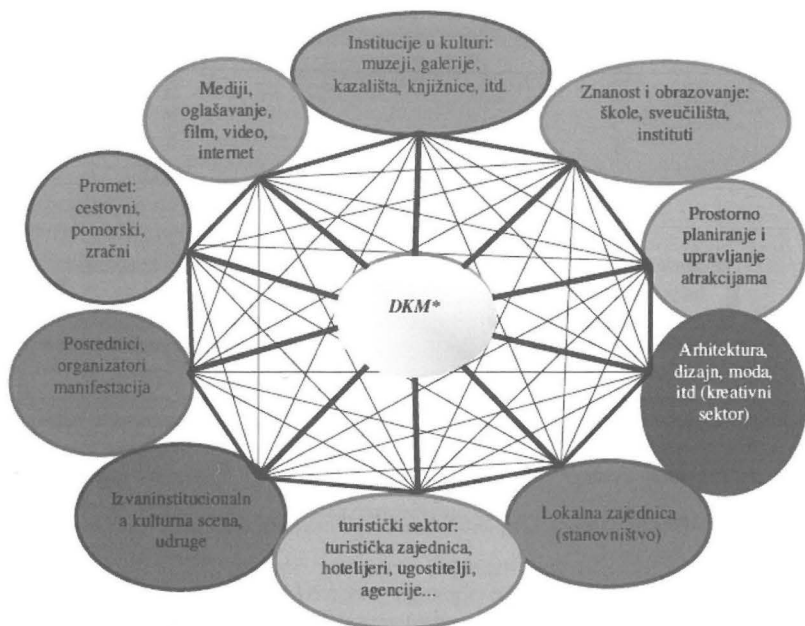 Institucije u kulturi:
muzeji, galerije,
kazališta, knjižnice, itd.
Znanost i obrazovanje:
škole, sveučilišta,
instituti
Prostorno
planiranje i
upravljanje
atrakcijama
Arhitektura,
dizajn, moda,
itd (kreativni
sektor)
Lokalna zajednica
(stanovništvo)
turistički sektor:
turistička zajednica,
hotelijeri, ugostitelji,
agencije...
Izvaninstitucionaln
a kulturna scena,
udruge
Posrednici,
organizatori
manifestacija
Promet:
cestovni,
pomorski,
zračni
Mediji,
oglašavanje,
film, video,
internet
DKM*